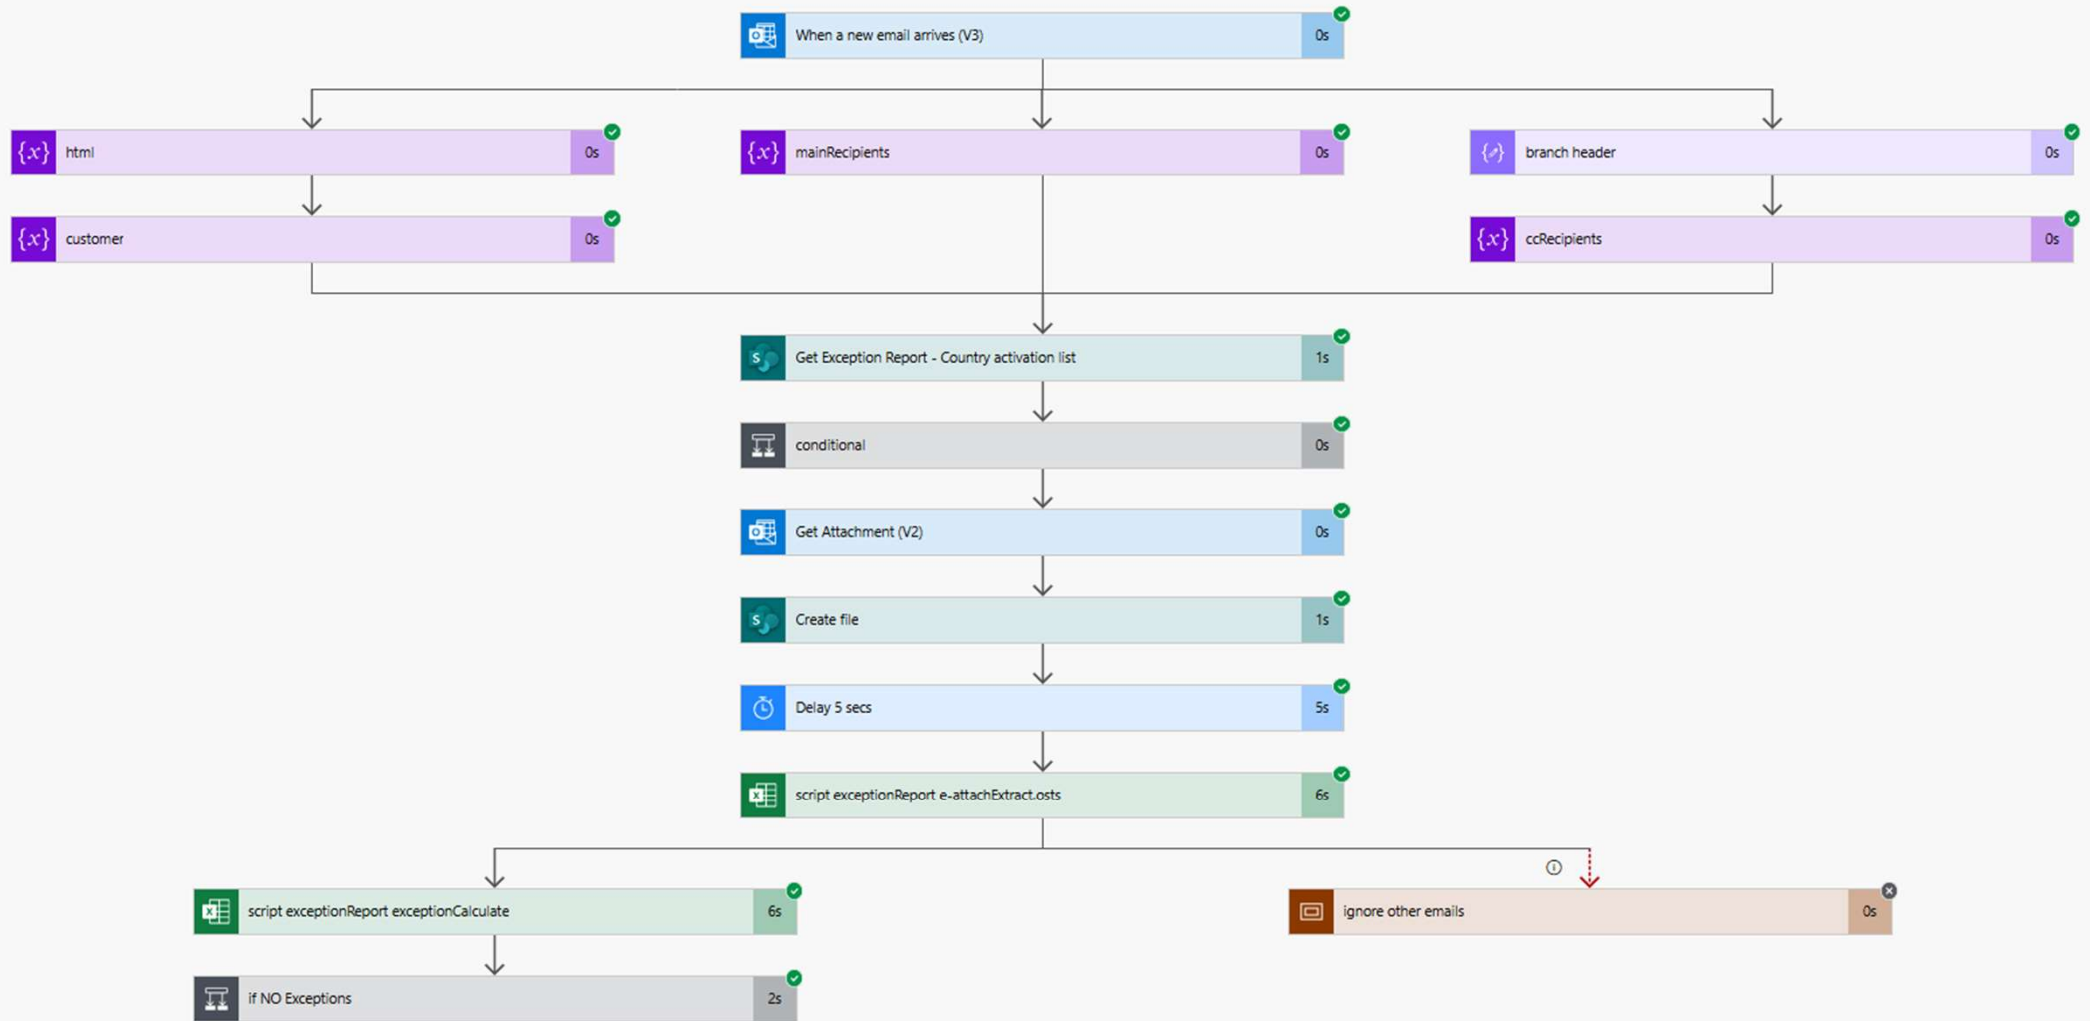 When a new email arrives (V3) 0s
{x} html 0s
{x} mainRecipients 0s
branch header 0s
{x} customer 0s
{x} ccRecipients 0s
S Get Exception Report - Country activation list 1s
conditional 0s
Get Attachment (V2) 0s
S Create file 1s
Delay 5 secs 5s
script exceptionReport e-attachExtract.osts 6s
script exceptionReport exceptionCalculate 6s
ignore other emails 0s
if NO Exceptions 2s